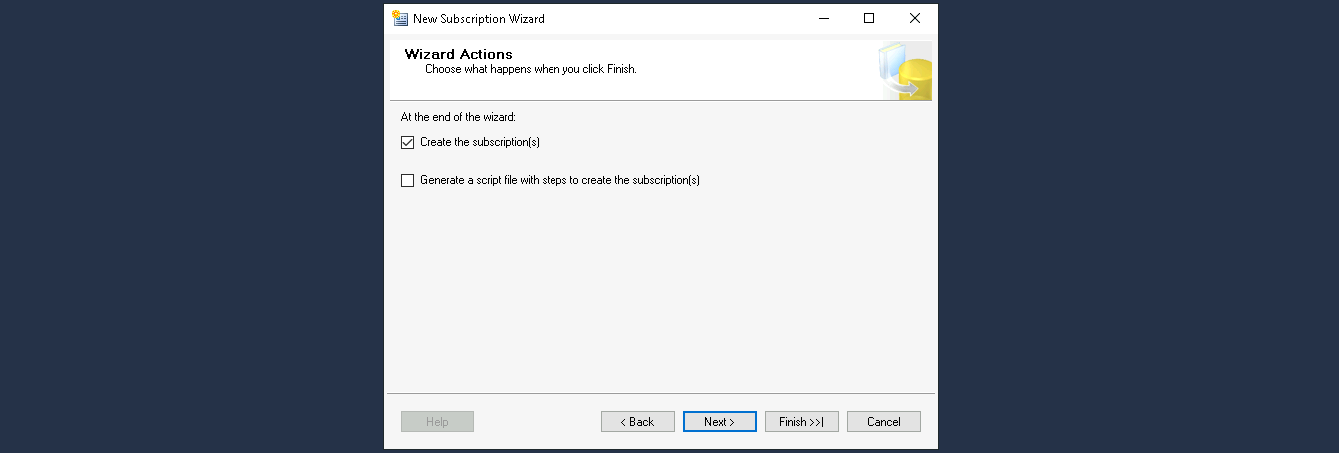 New Subscription Wizard
Wizard Actions
Choose what happens when you click Finish.
At the end of the wizard:
Create the subscription(s)
Generate a script file with steps to create the subscription(s)
Help
< Back
Next >
Finish >>|
Cancel